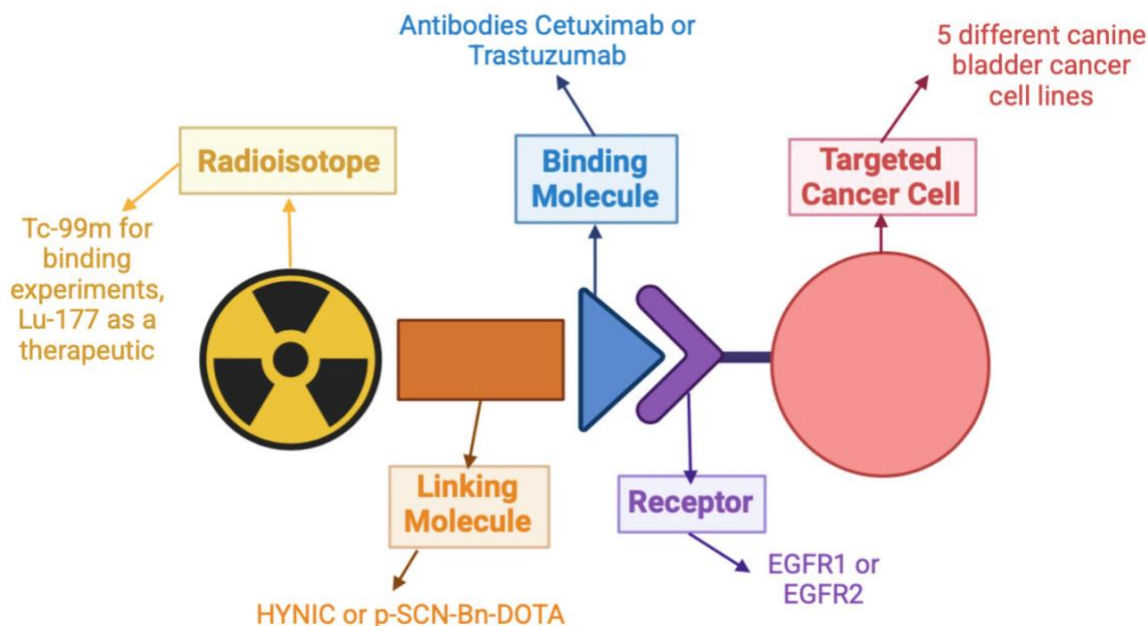 Antibodies Cetuximab or
Trastuzumab
5 different canine
bladder cancer
cell lines
Radioisotope
Binding
Molecule
Targeted
Cancer Cell
Tc-99m for
binding
experiments,
Lu-177 as a
therapeutic
Linking
Molecule
Receptor
HYNIC or p-SCN-Bn-DOTA
EGFR1 or
EGFR2